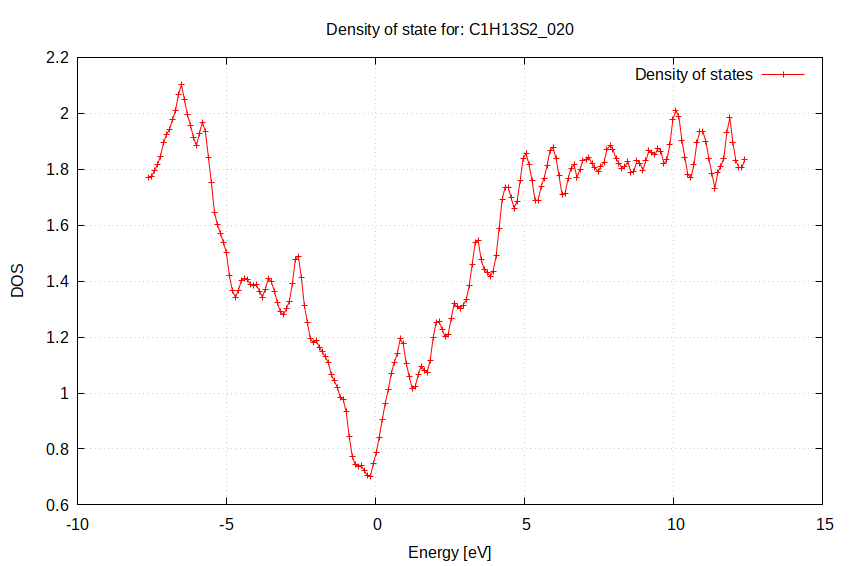 Density of state for: C1H13S2_020
Density of states
2.2
2
1.8
1.6
1.4
1.2
1
0.8
0.6
DOS
-10 -5 0 5 10 15
Energy [eV]